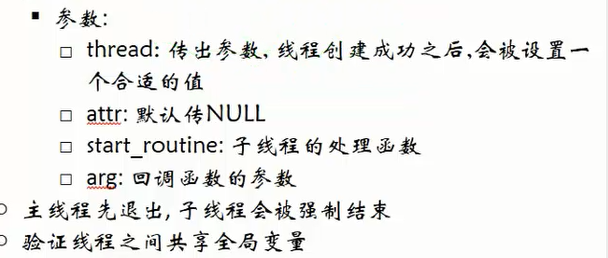 参数:
thread: 传出参数, 线程创建成功之后,会被设置一
个合适的值
attr: 默认传NULL
start_routine: 子线程的处理函数
arg: 回调函数的参数
主线程先退出, 子线程会被强制结束
验证线程之间共享全局变量